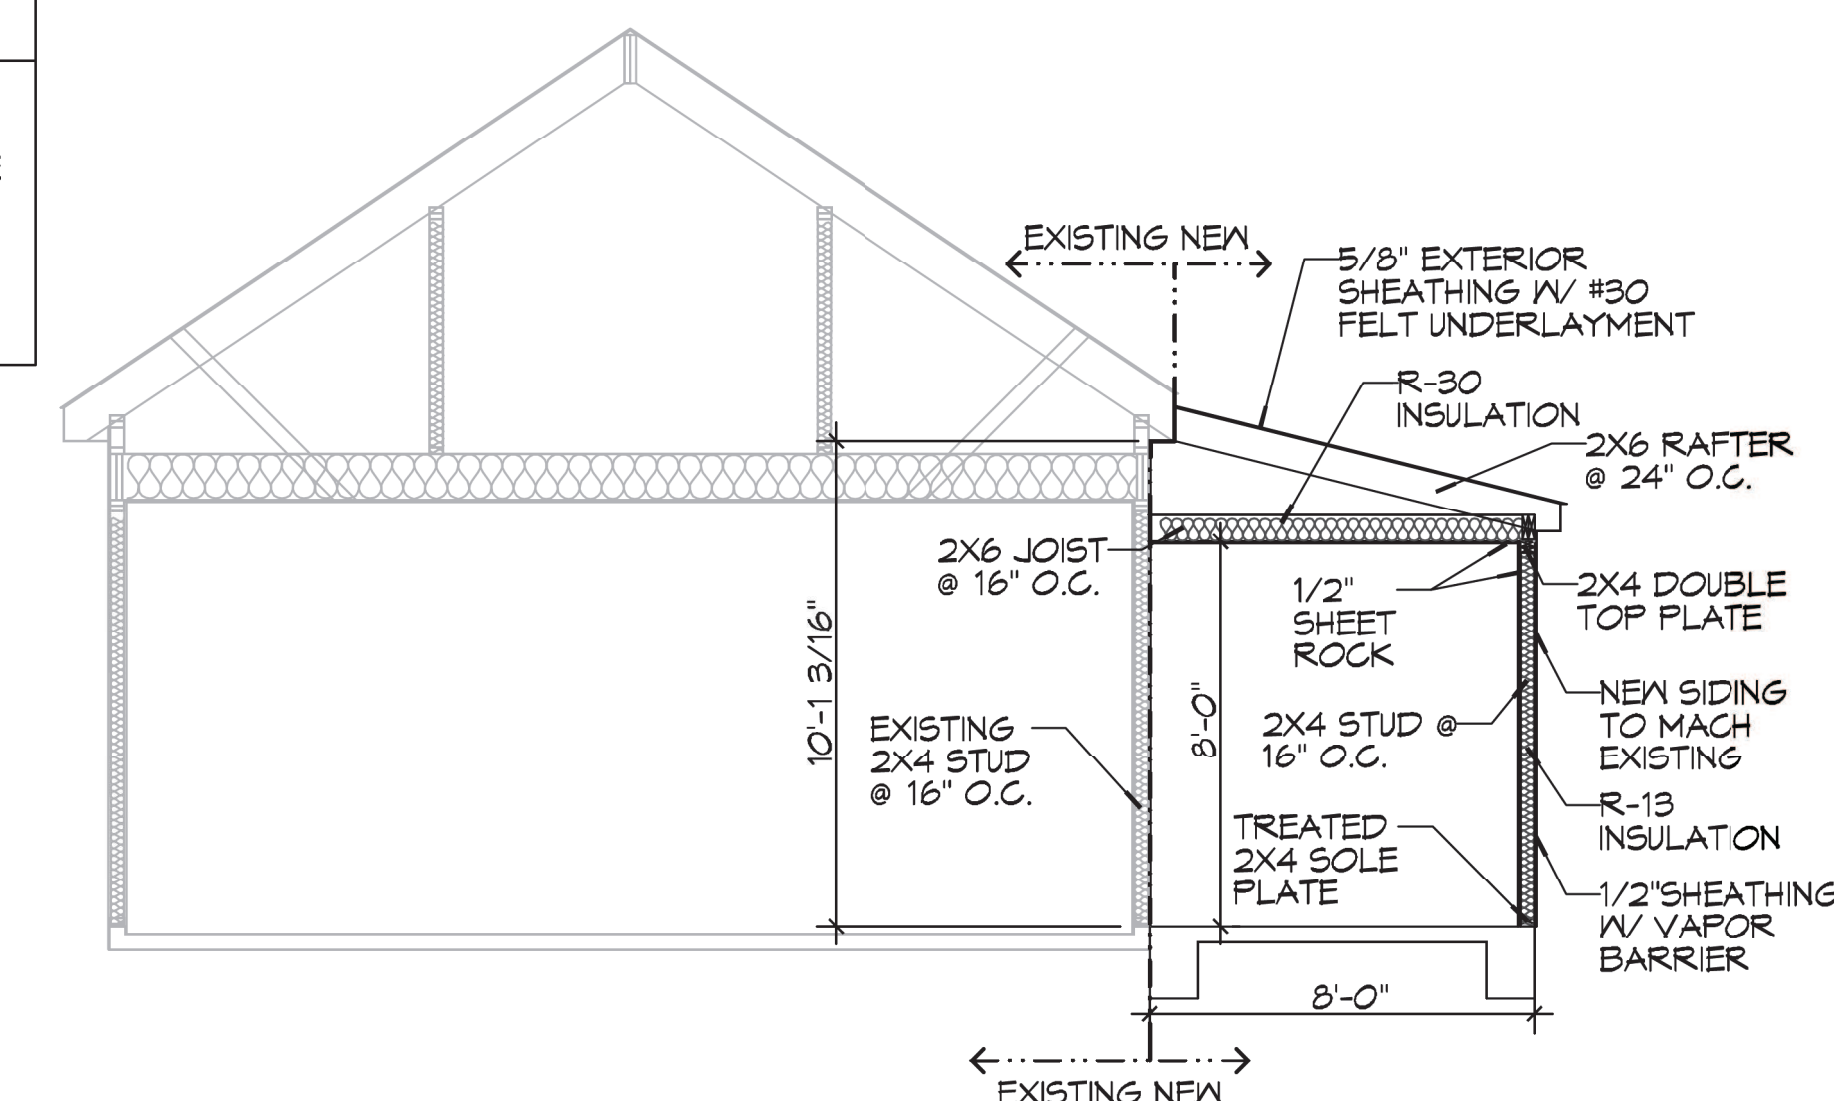 EXISTING NEW
5/8" EXTERIOR
SHEATHING W/ #30
FELT UNDERLAYMENT
R-30
INSULATION
2X6 RAFTER
@ 24" O.C.
2X6 JOIST
@ 16" O.C.
1/2"
SHEET
ROCK
2X4 DOUBLE
TOP PLATE
10'-1 3/16"
8'-0"
NEW SIDING
TO MACH
EXISTING
EXISTING
2X4 STUD
@ 16" O.C.
2X4 STUD @
16" O.C.
R-13
INSULATION
TREATED
2X4 SOLE
PLATE
1/2"SHEATHING
W/ VAPOR
BARRIER
8'-0"
EXISTING NEW